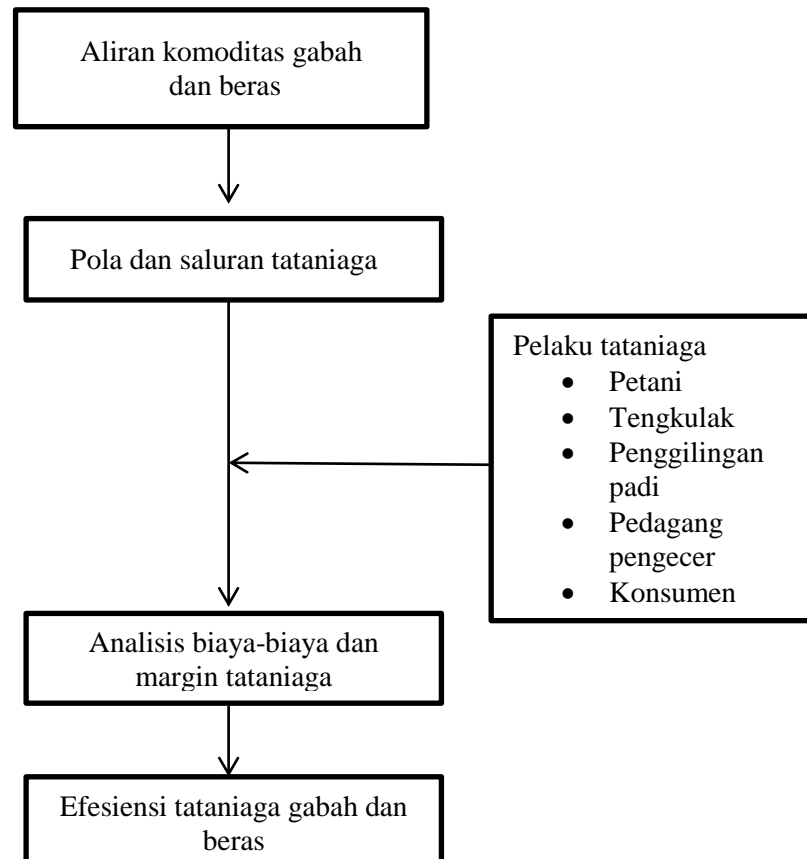 Aliran komoditas gabah
dan beras
Pola dan saluran tataniaga
Pelaku tataniaga
• Petani
• Tengkulak
• Penggilingan
padi
• Pedagang
pengecer
• Konsumen
Analisis biaya-biaya dan
margin tataniaga
Efesiensi tataniaga gabah dan
beras